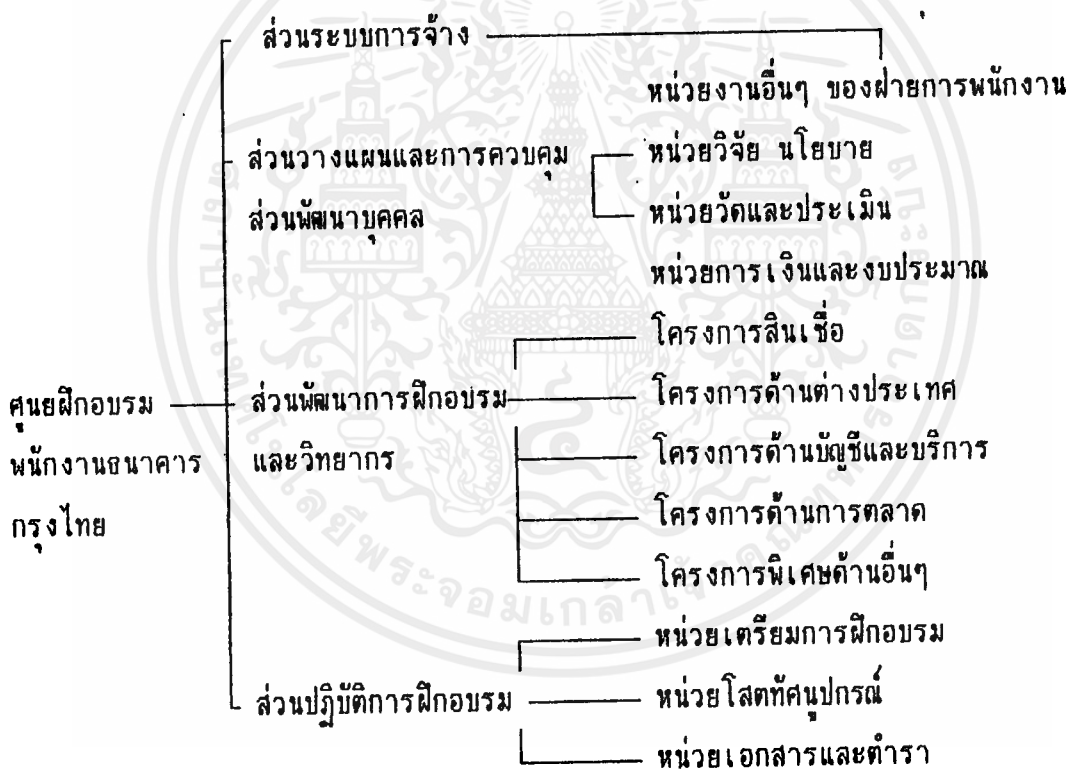 ส่วนระบบการจ้าง
หน่วยงานอื่นๆ ของฝ่ายการพนักงาน
ส่วนวางแผนและการควบคุม
หน่วยวิจัย นโยบาย
ส่วนพัฒนาบุคคล
หน่วยวัดและประเมิน
หน่วยการเงินและงบประมาณ
โครงการสินเชื่อ
ศูนยฝึกอบรม
ส่วนพัฒนาการฝึกอบรม
โครงการด้านต่างประเทศ
พนักงานธนาคาร
และวิทยากร
โครงการด้านบัญชีและบริการ
กรุงไทย
โครงการด้านการตลาด
โครงการพิเศษด้านอื่นๆ
หน่วยเตรียมการฝึกอบรม
ส่วนปฏิบัติการฝึกอบรม
หน่วยโสตทัศนูปกรณ์
หน่วยเอกสารและตำรา